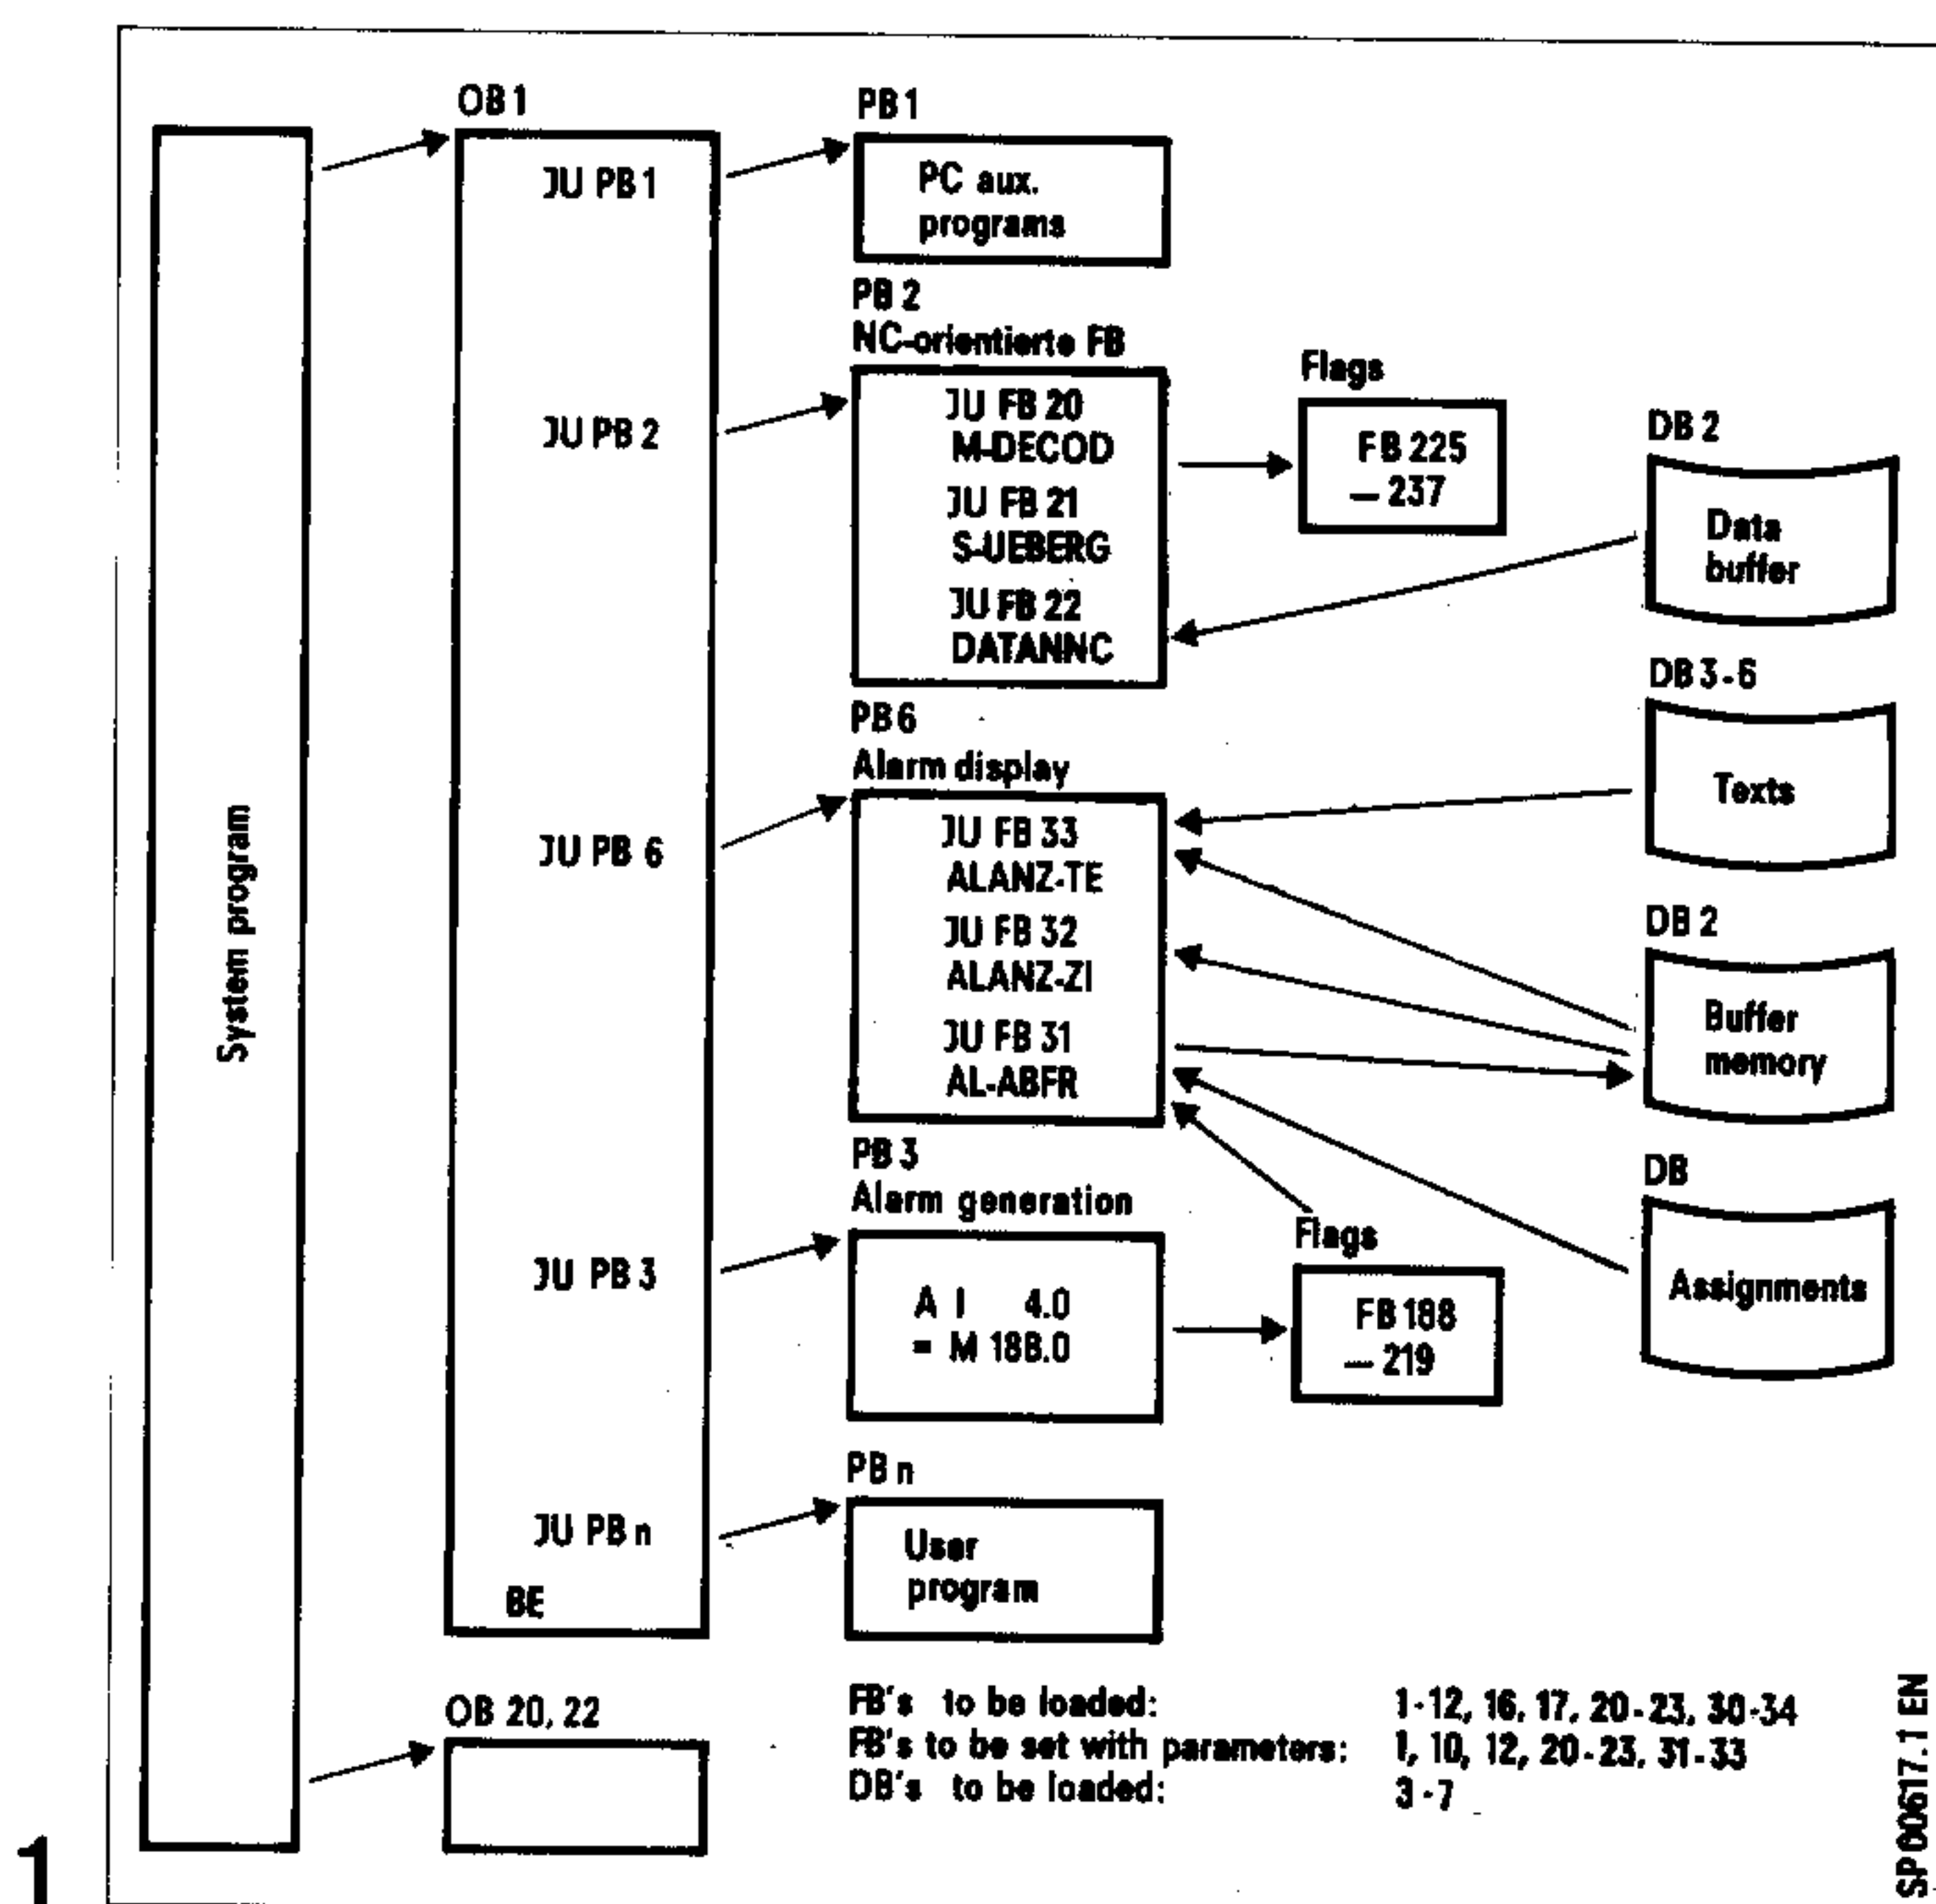 System program
OB 1
JU PB 1
JU PB 2
JU PB 6
JU PB 3
JU PB n
BE
OB 20, 22
PB 1
PC aux.
programs
PB 2
NC-orientierte FB
JU FB 20
M-DECOD
JU FB 21
S-UEBERG
JU FB 22
DATANNC
Flags
FB 225
– 237
PB 6
Alarm display
JU FB 33
ALANZ-TE
JU FB 32
ALANZ-ZI
JU FB 31
AL-ABFR
PB 3
Alarm generation
A I 4.0
= M 188.0
Flags
FB 188
– 219
PB n
User
program
DB 2
Data
buffer
DB 3-6
Texts
DB 2
Buffer
memory
DB
Assignments
FB's to be loaded: 1-12, 16, 17, 20-23, 30-34
FB's to be set with parameters: 1, 10, 12, 20-23, 31-33
DB's to be loaded: 3-7
SP00617.1 EN
1